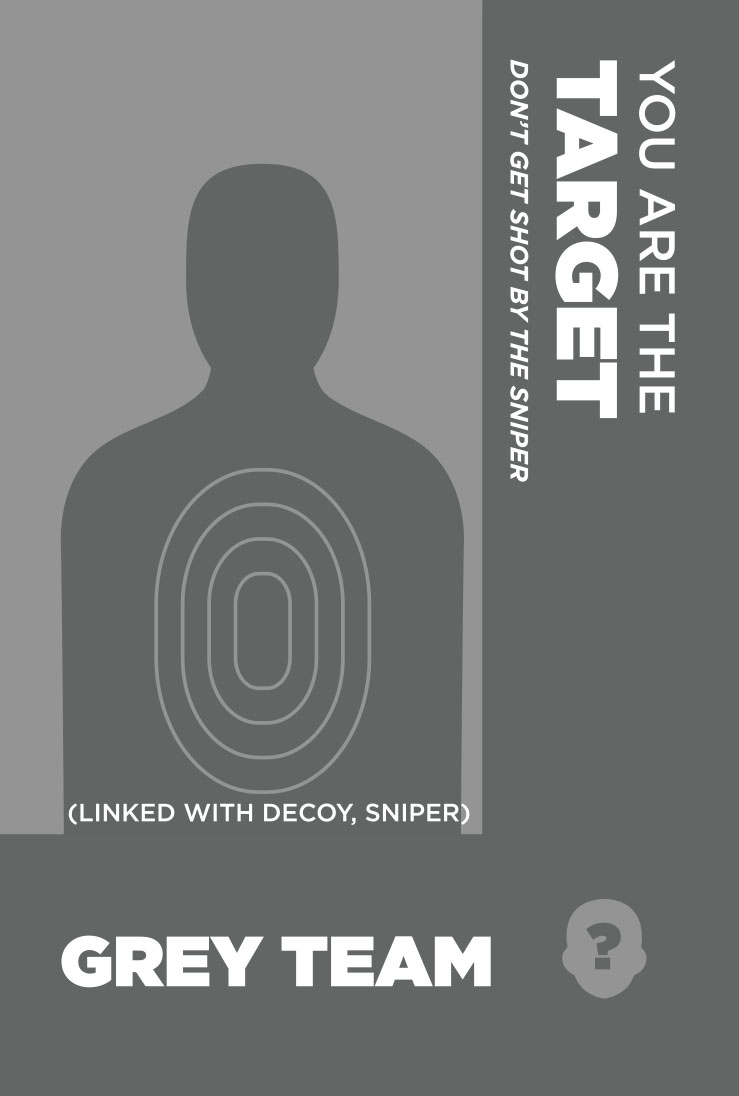 YOU ARE THE
TARGET
DON'T GET SHOT BY THE SNIPER
(LINKED WITH DECOY, SNIPER)
GREY TEAM
?